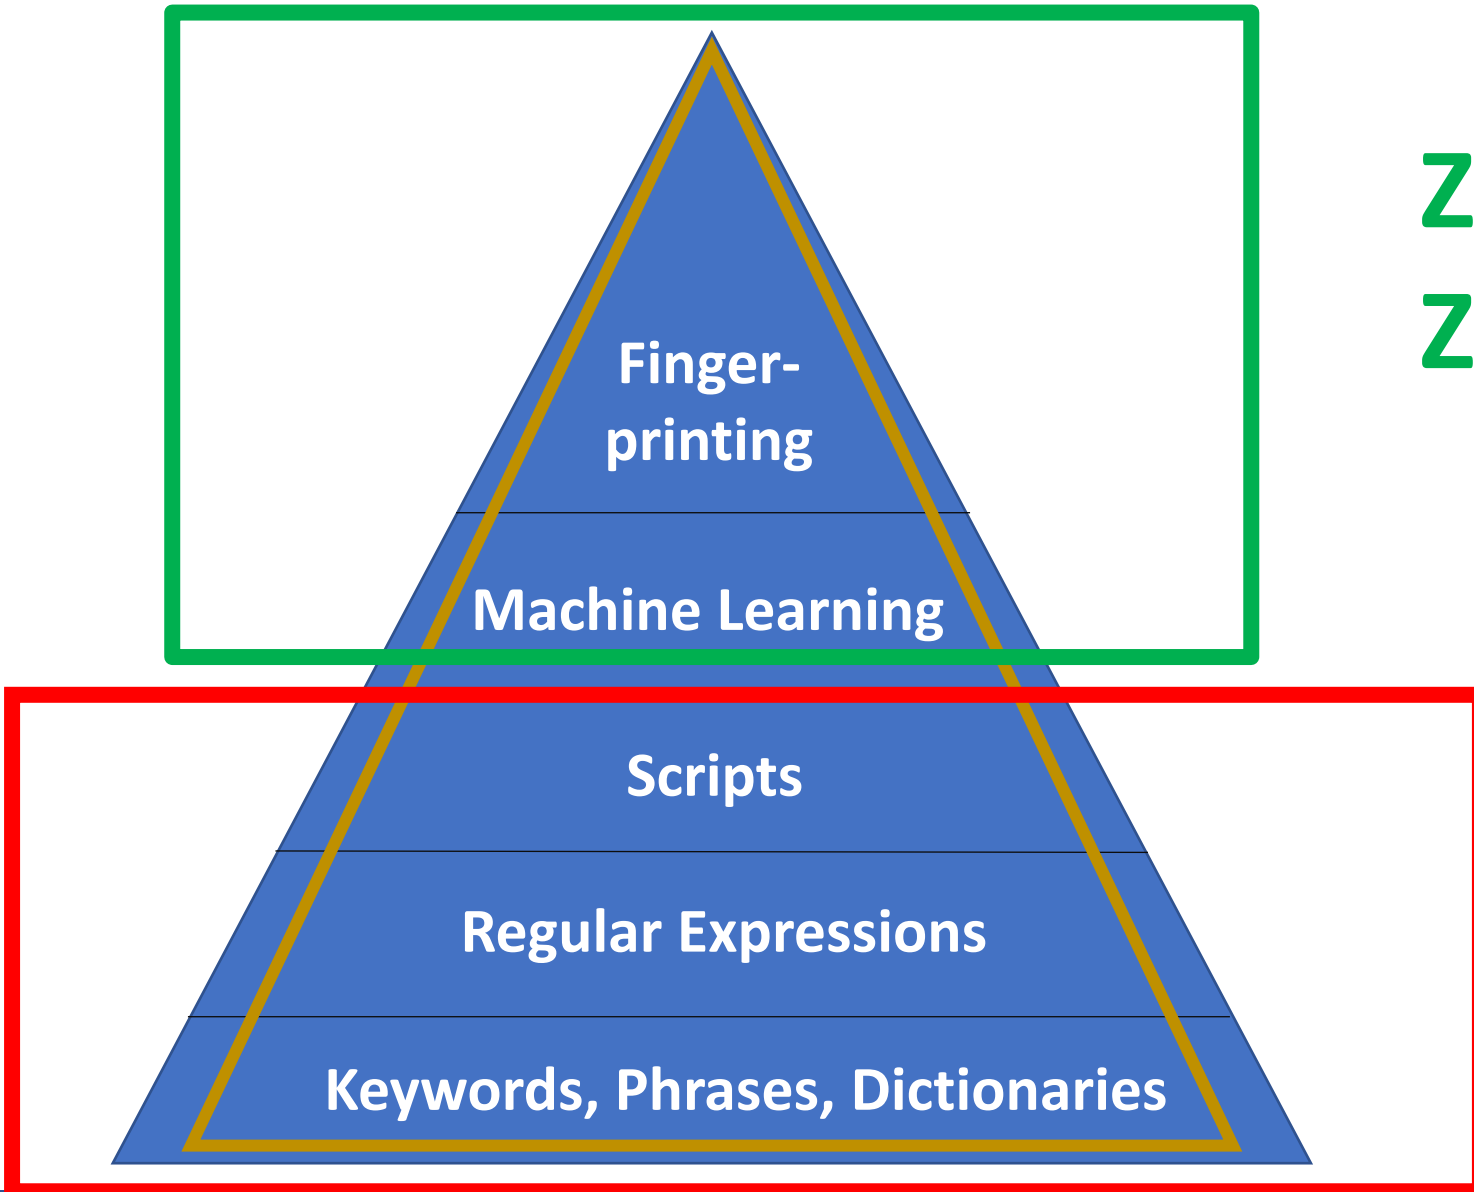 Z
Z
Finger-
printing
Machine Learning
Scripts
Regular Expressions
Keywords, Phrases, Dictionaries